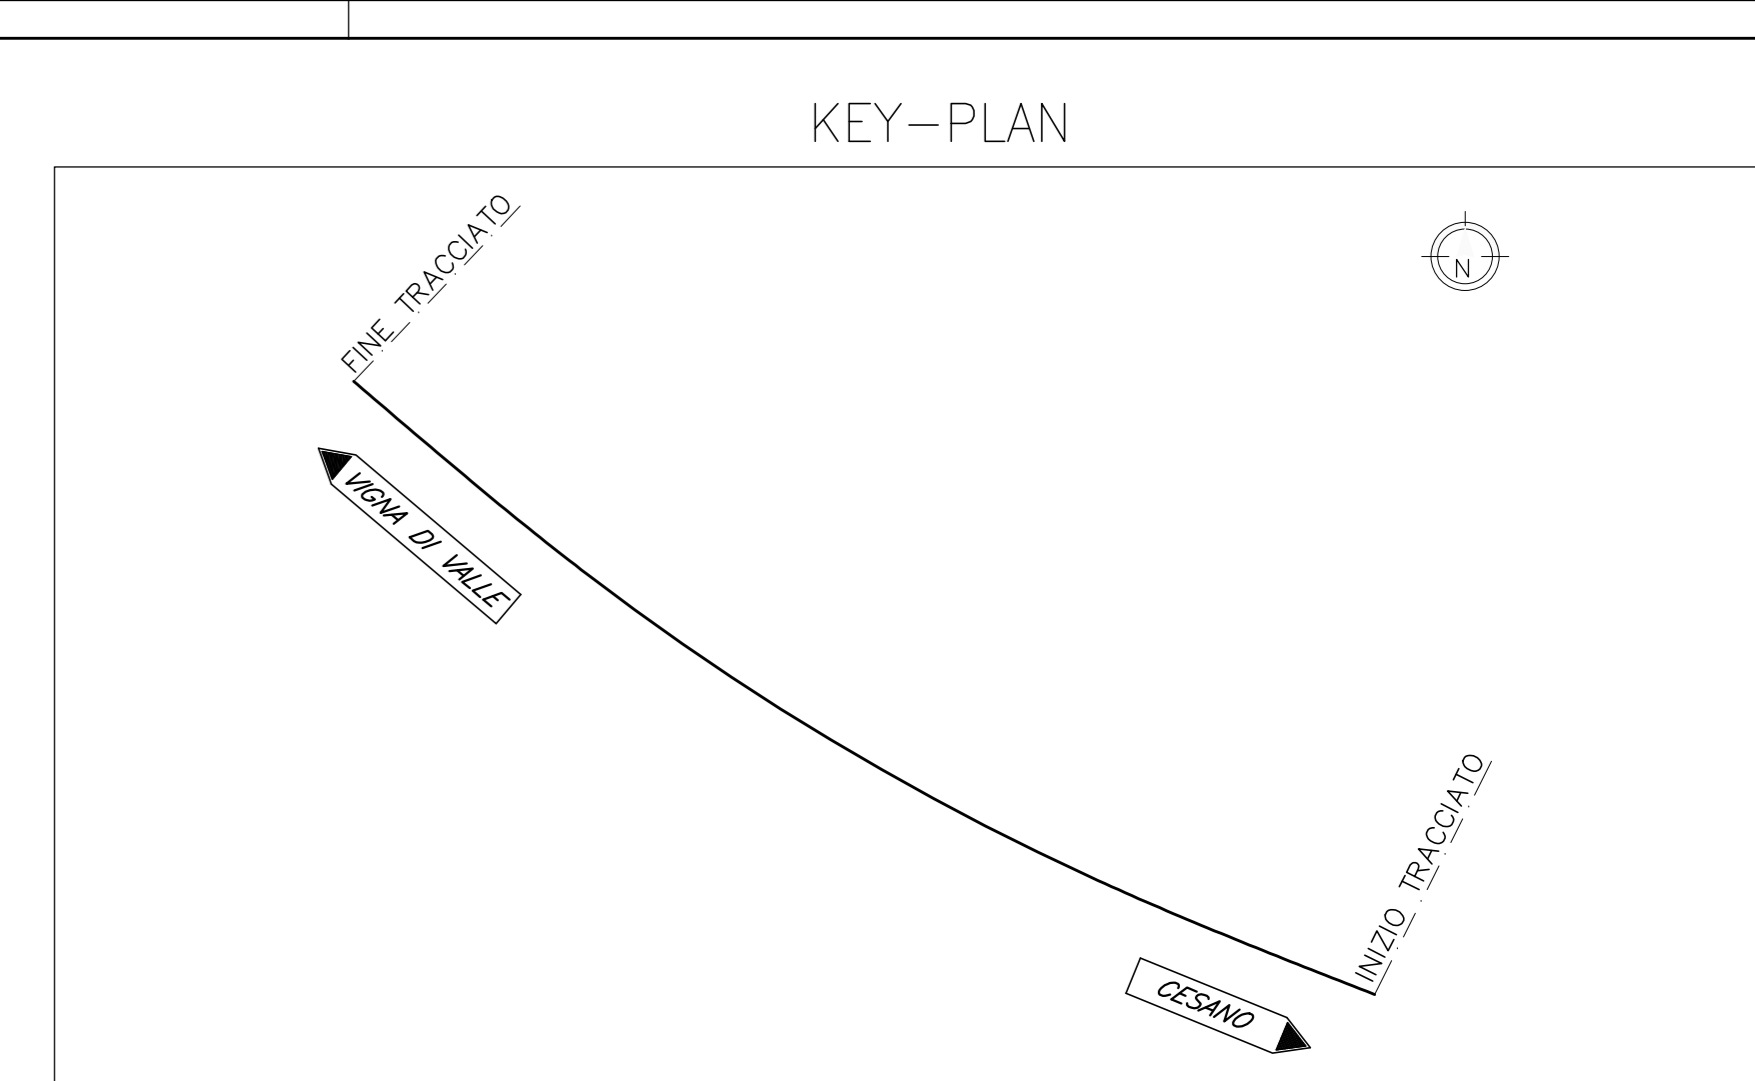 KEY-PLAN
FINE TRACCIATO
N
VIGNA DI VALLE
INIZIO TRACCIATO
CESANO